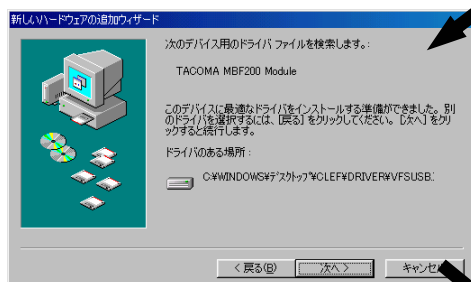 新しいハードウェアの追加ウィザード
次のデバイス用のドライバ ファイルを検索します。:
TACOMA MBF200 Module
このデバイスに最適なドライバをインストールする準備ができました。別
のドライバを選択するには、[戻る] をクリックしてください。[次へ] をクリ
ックすると続行します。
ドライバのある場所 :
C:¥WINDOWS¥ﾃﾞｽｸﾄｯﾌﾟ¥CLEF¥DRIVER¥VFSUSB.
< 戻る(B)
次へ >
キャンセル